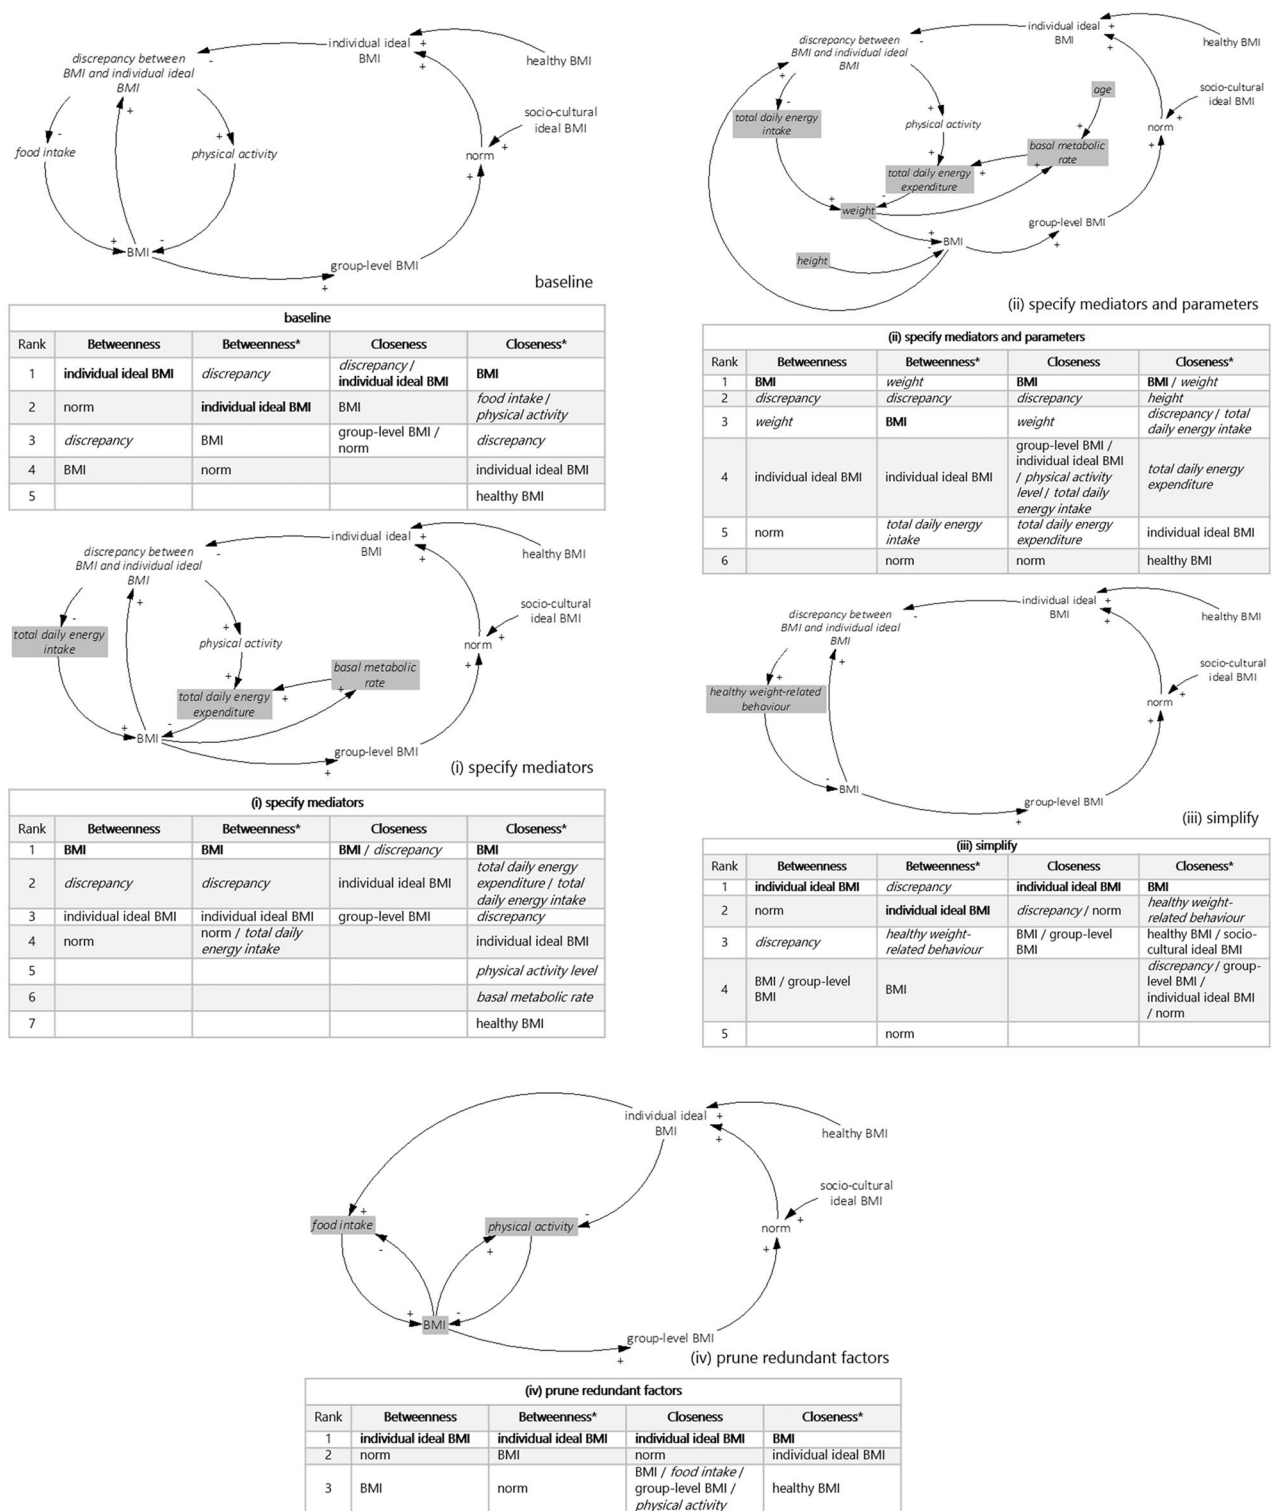 individual ideal
BMI
healthy BMI
discrepancy between
BMI and individual ideal
BMI
socio-cultural
ideal BMI
food intake
physical activity
norm
BMI
group-level BMI
baseline
baseline
Rank Betweenness Betweenness* Closeness Closeness*
1 individual ideal BMI discrepancy discrepancy / individual ideal BMI BMI
2 norm individual ideal BMI BMI food intake / physical activity
3 discrepancy BMI group-level BMI / norm discrepancy
4 BMI norm individual ideal BMI
5 healthy BMI
individual ideal
BMI
healthy BMI
discrepancy between
BMI and individual ideal
BMI
socio-cultural
ideal BMI
total daily energy
intake
physical activity
norm
basal metabolic
rate
total daily energy
expenditure
BMI
group-level BMI
(i) specify mediators
(i) specify mediators
Rank Betweenness Betweenness* Closeness Closeness*
1 BMI BMI BMI / discrepancy BMI
2 discrepancy discrepancy individual ideal BMI total daily energy expenditure / total daily energy intake
3 individual ideal BMI individual ideal BMI group-level BMI discrepancy
4 norm norm / total daily energy intake individual ideal BMI
5 physical activity level
6 basal metabolic rate
7 healthy BMI
individual ideal
BMI
healthy BMI
discrepancy between
BMI and individual ideal
BMI
age
socio-cultural
ideal BMI
total daily energy
intake
physical activity
norm
basal metabolic
rate
total daily energy
expenditure
weight
group-level BMI
BMI
height
(ii) specify mediators and parameters
(ii) specify mediators and parameters
Rank Betweenness Betweenness* Closeness Closeness*
1 BMI weight BMI BMI / weight
2 discrepancy discrepancy discrepancy height
3 weight BMI weight discrepancy / total daily energy intake
4 individual ideal BMI individual ideal BMI group-level BMI / individual ideal BMI / physical activity level / total daily energy intake total daily energy expenditure
5 norm total daily energy intake total daily energy expenditure individual ideal BMI
6 norm norm healthy BMI
individual ideal
BMI
healthy BMI
discrepancy between
BMI and individual ideal
BMI
socio-cultural
ideal BMI
healthy weight-related
behaviour
norm
BMI
group-level BMI
(iii) simplify
(iii) simplify
Rank Betweenness Betweenness* Closeness Closeness*
1 individual ideal BMI discrepancy individual ideal BMI BMI
2 norm individual ideal BMI discrepancy / norm healthy weight-related behaviour
3 discrepancy healthy weight-related behaviour BMI / group-level BMI healthy BMI / socio-cultural ideal BMI
4 BMI / group-level BMI BMI discrepancy / group-level BMI / individual ideal BMI / norm
5 norm
individual ideal
BMI
healthy BMI
socio-cultural
ideal BMI
food intake
physical activity
norm
BMI
group-level BMI
(iv) prune redundant factors
(iv) prune redundant factors
Rank Betweenness Betweenness* Closeness Closeness*
1 individual ideal BMI individual ideal BMI individual ideal BMI BMI
2 norm BMI norm individual ideal BMI
3 BMI norm BMI / food intake / group-level BMI / physical activity healthy BMI